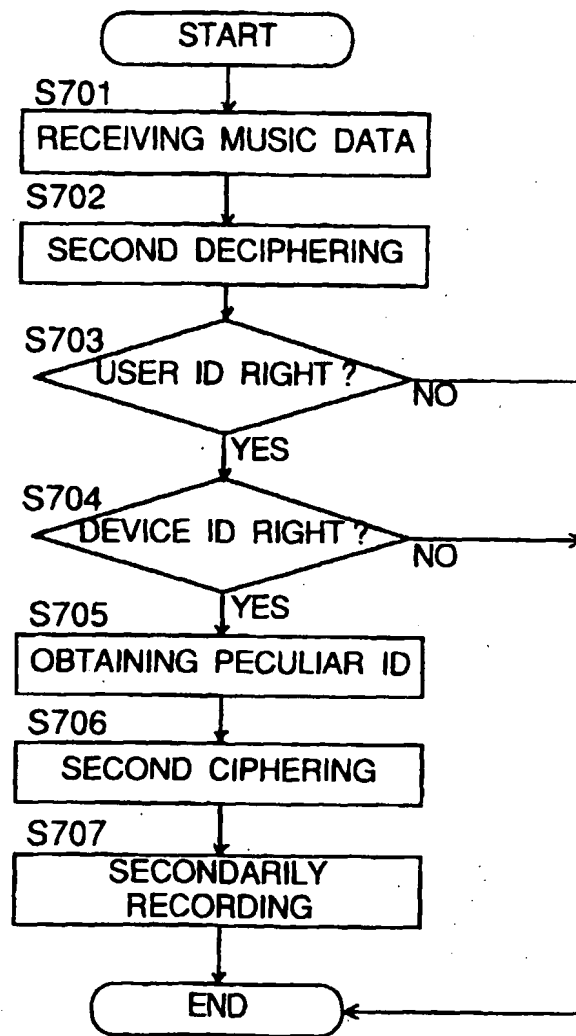 START
S701
RECEIVING MUSIC DATA
S702
SECOND DECIPHERING
S703
USER ID RIGHT?
NO
YES
S704
DEVICE ID RIGHT?
NO
YES
S705
OBTAINING PECULIAR ID
S706
SECOND CIPHERING
S707
SECONDARILY
RECORDING
END